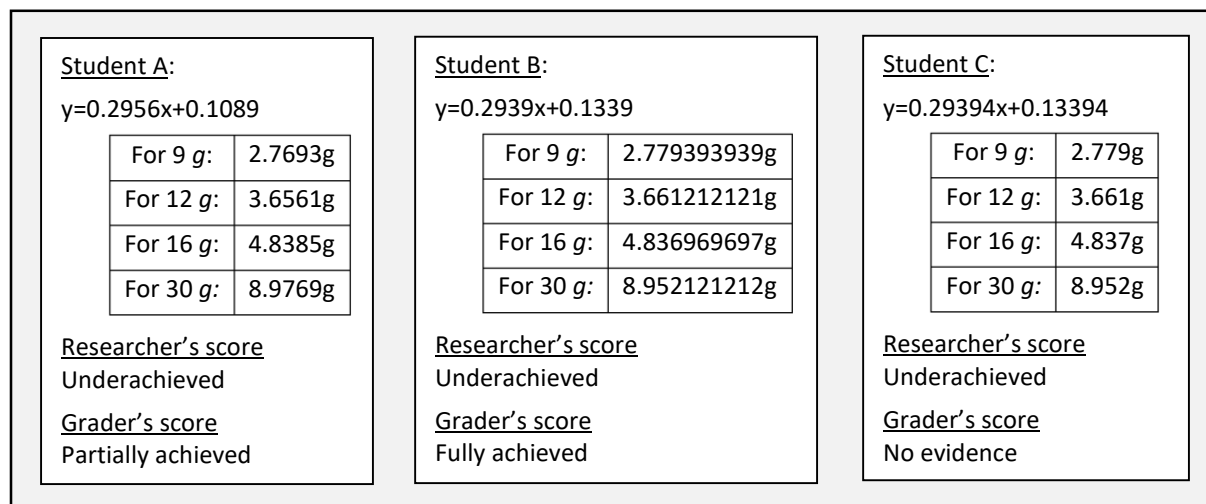 Student A:
y=0.2956x+0.1089
For 9 g: 2.7693g
For 12 g: 3.6561g
For 16 g: 4.8385g
For 30 g: 8.9769g
Researcher’s score
Underachieved
Grader’s score
Partially achieved
Student B:
y=0.2939x+0.1339
For 9 g: 2.779393939g
For 12 g: 3.661212121g
For 16 g: 4.836969697g
For 30 g: 8.952121212g
Researcher’s score
Underachieved
Grader’s score
Fully achieved
Student C:
y=0.29394x+0.13394
For 9 g: 2.779g
For 12 g: 3.661g
For 16 g: 4.837g
For 30 g: 8.952g
Researcher’s score
Underachieved
Grader’s score
No evidence